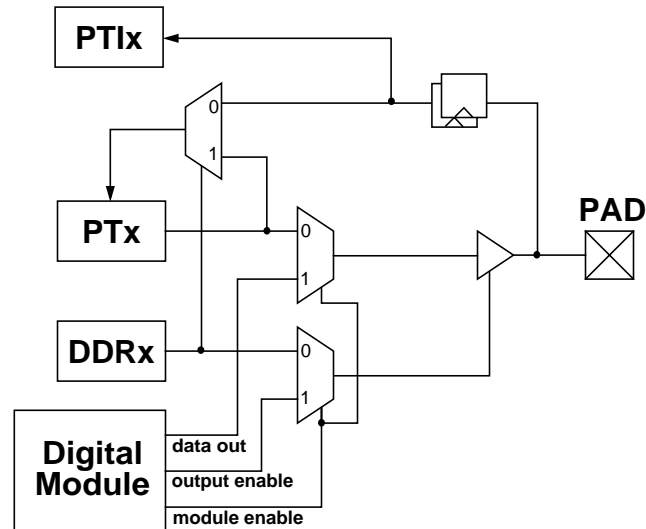 PTIx
0
1
PTx
PAD
0
1
DDRx
0
1
Digital
Module
data out
output enable
module enable